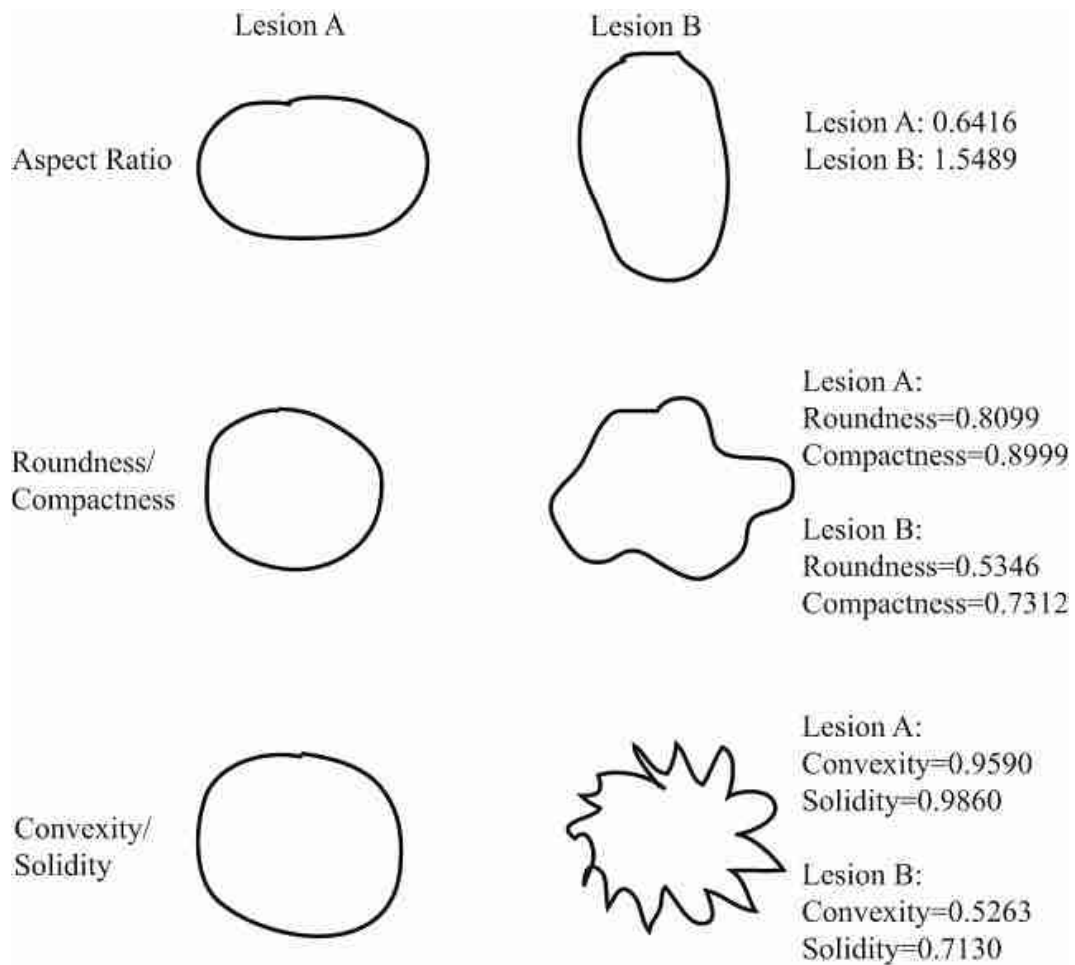 Lesion A
Lesion B
Aspect Ratio
Lesion A: 0.6416
Lesion B: 1.5489
Roundness/
Compactness
Lesion A:
Roundness=0.8099
Compactness=0.8999
Lesion B:
Roundness=0.5346
Compactness=0.7312
Convexity/
Solidity
Lesion A:
Convexity=0.9590
Solidity=0.9860
Lesion B:
Convexity=0.5263
Solidity=0.7130